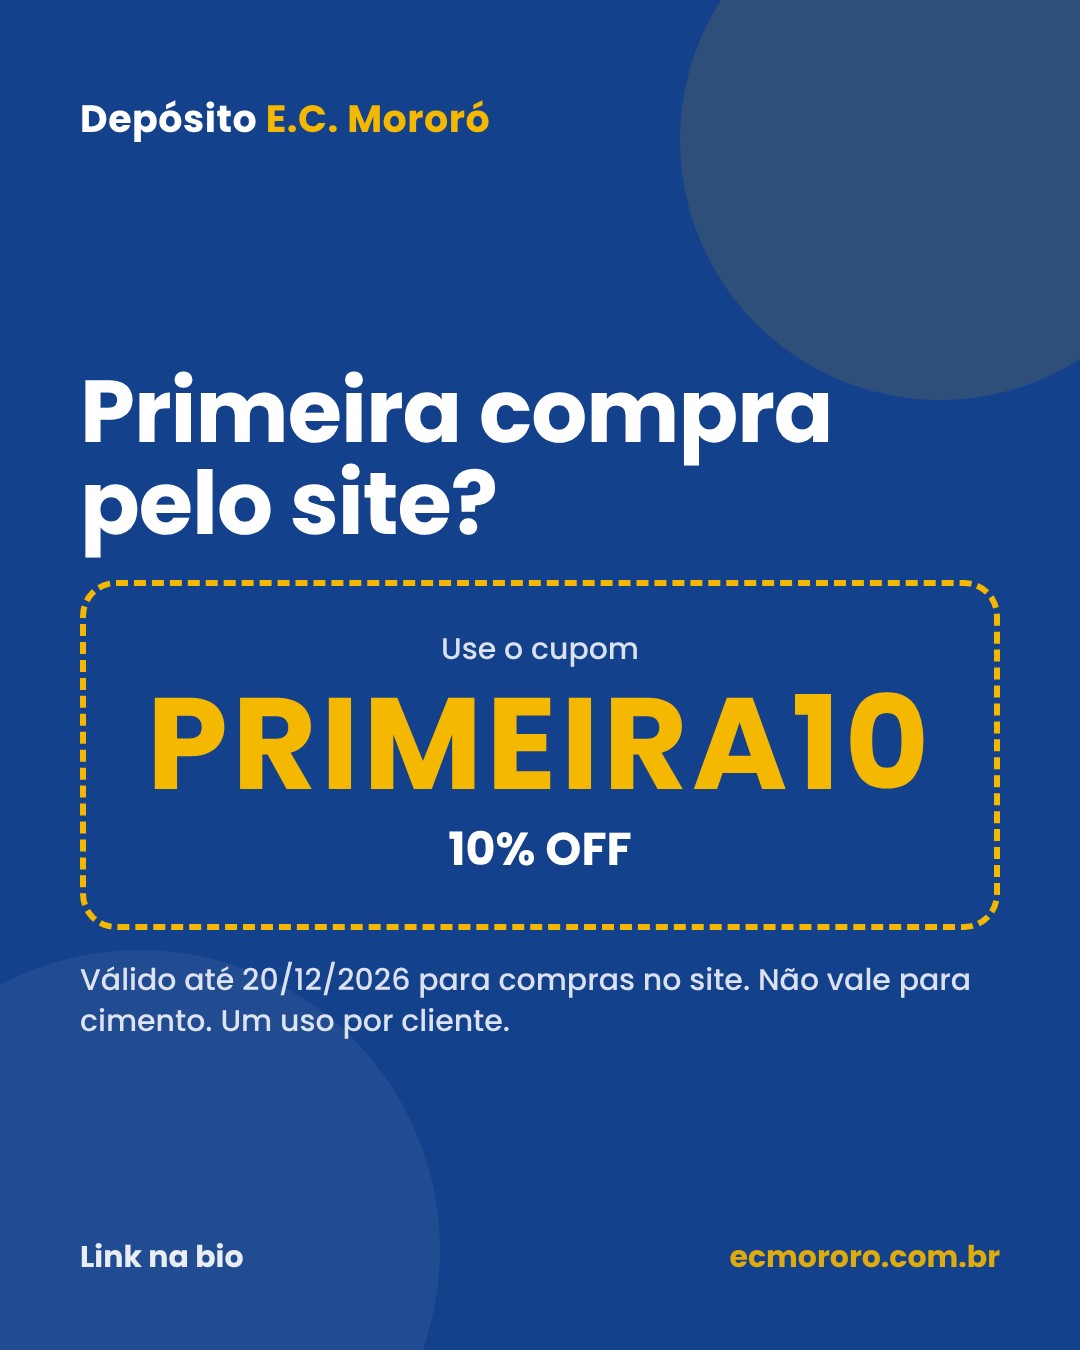 Depósito E.C. Mororó
Primeira compra
pelo site?
Use o cupom
PRIMEIRA10
10% OFF
Válido até 20/12/2026 para compras no site. Não vale para
cimento. Um uso por cliente.
Link na bio
ecmororo.com.br